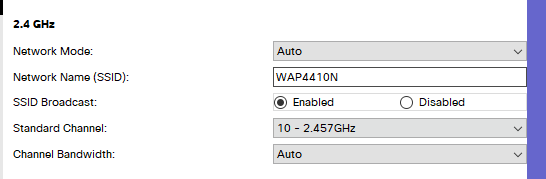 2.4 GHz
Network Mode: Auto
Network Name (SSID): WAP4410N
SSID Broadcast: Enabled Disabled
Standard Channel: 10 - 2.457GHz
Channel Bandwidth: Auto